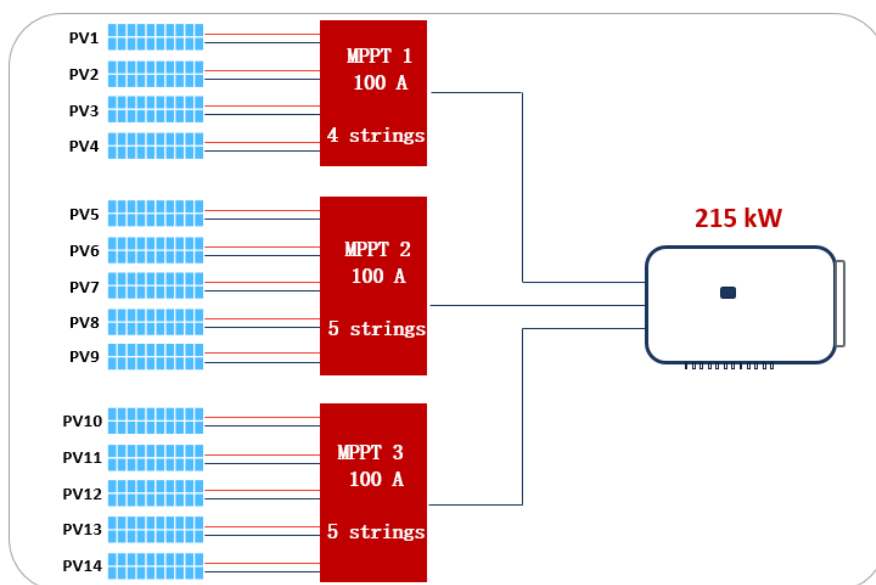 PV1
PV2
PV3
PV4
MPPT 1
100 A
4 strings
PV5
PV6
PV7
PV8
PV9
MPPT 2
100 A
5 strings
PV10
PV11
PV12
PV13
PV14
MPPT 3
100 A
5 strings
215 kW